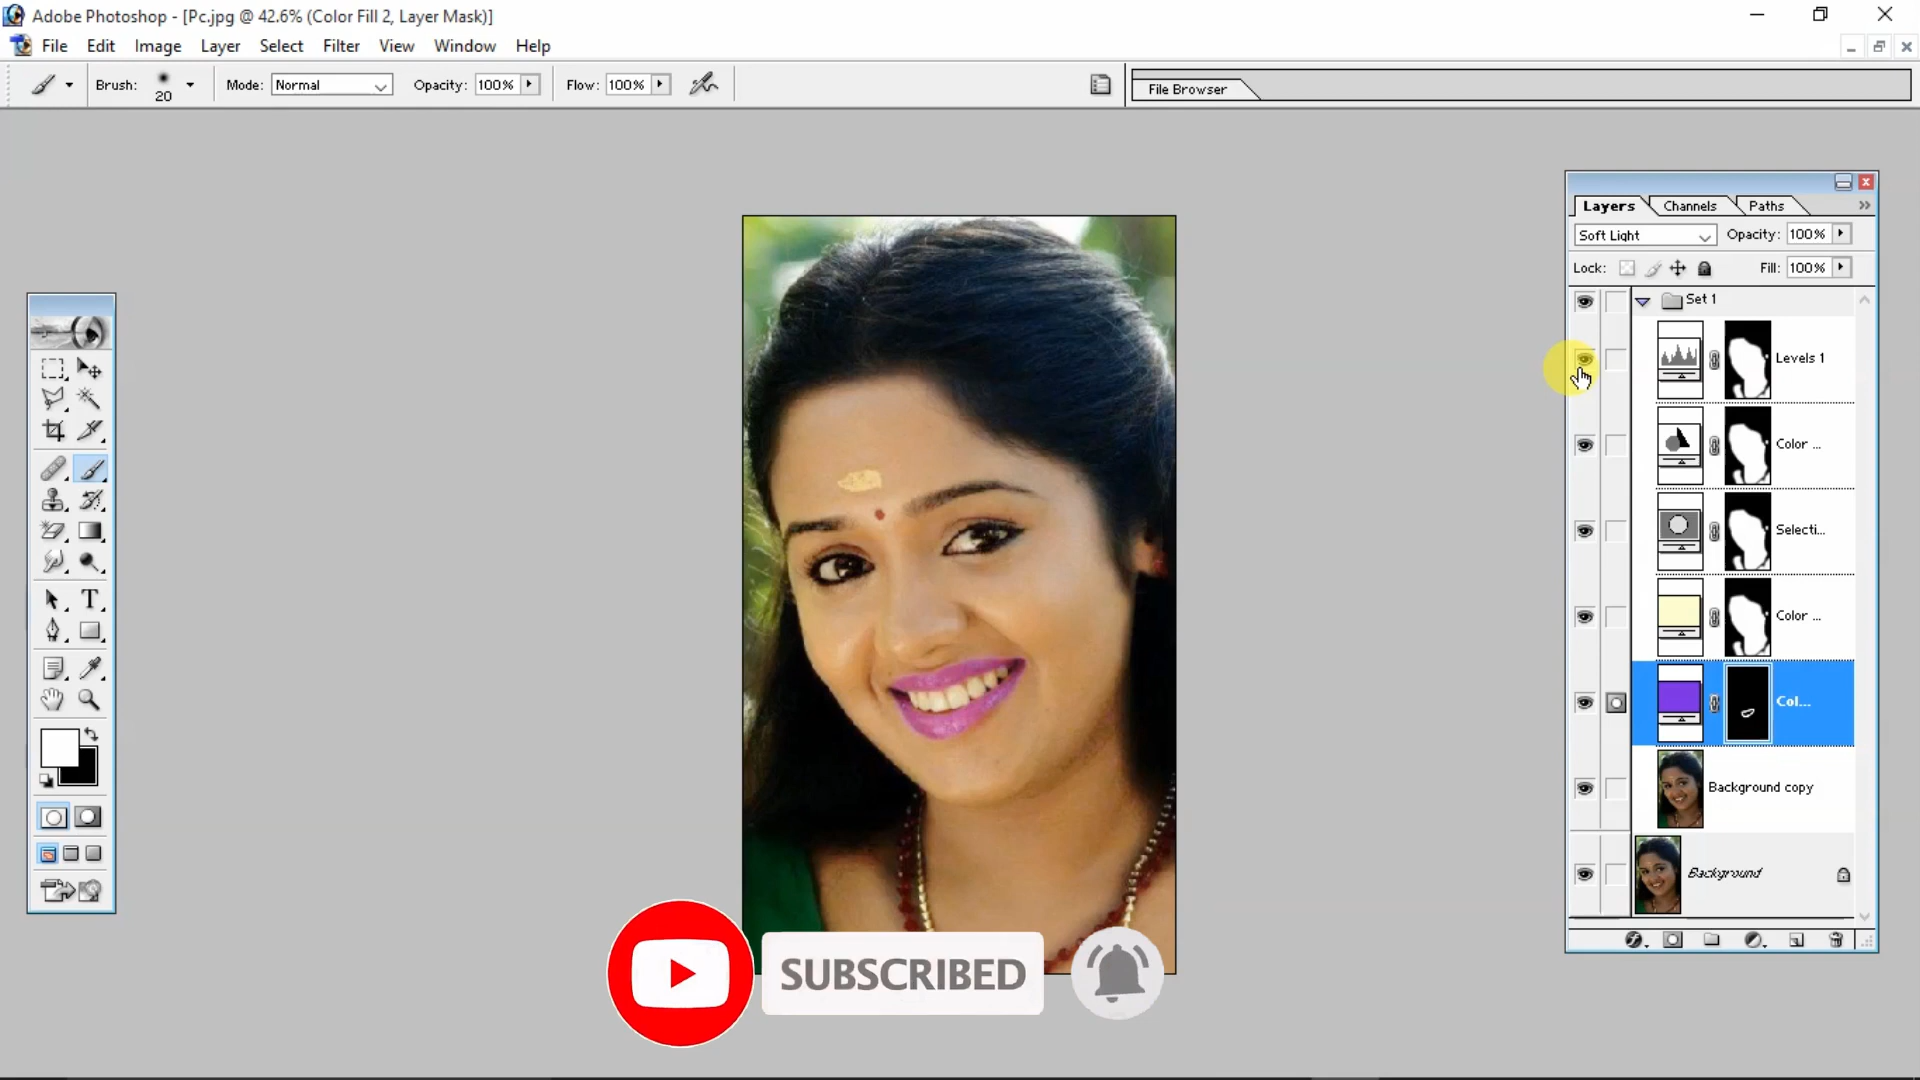 Adobe Photoshop - [Pc.jpg @ 42.6% (Color Fill 2, Layer Mask)]
File Edit Image Layer Select Filter View Window Help
Brush: 20 Mode: Normal Opacity: 100% Flow: 100%
File Browser
Layers Channels Paths
Soft Light Opacity: 100%
Lock: Fill: 100%
Set 1
Levels 1
Color ...
Selecti...
Color ...
Col...
Background copy
Background
T
SUBSCRIBED